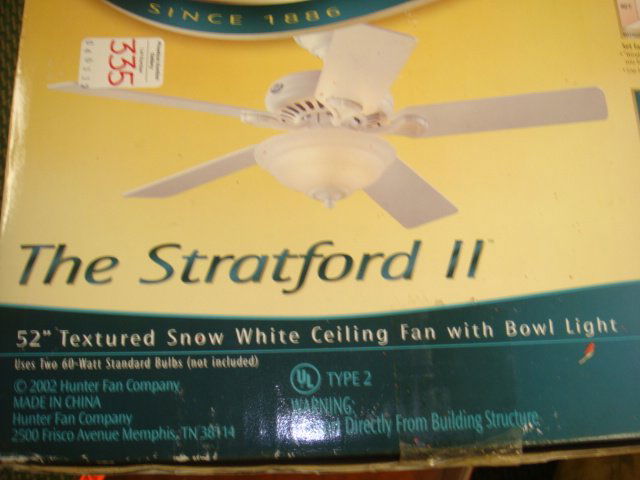 SINCE 1886
335
The Stratford II™
52" Textured Snow White Ceiling Fan with Bowl Light
Uses Two 60-Watt Standard Bulbs (not included)
© 2002 Hunter Fan Company
MADE IN CHINA
Hunter Fan Company
2500 Frisco Avenue Memphis, TN 38114
UL TYPE 2
WARNING:
Directly From Building Structure